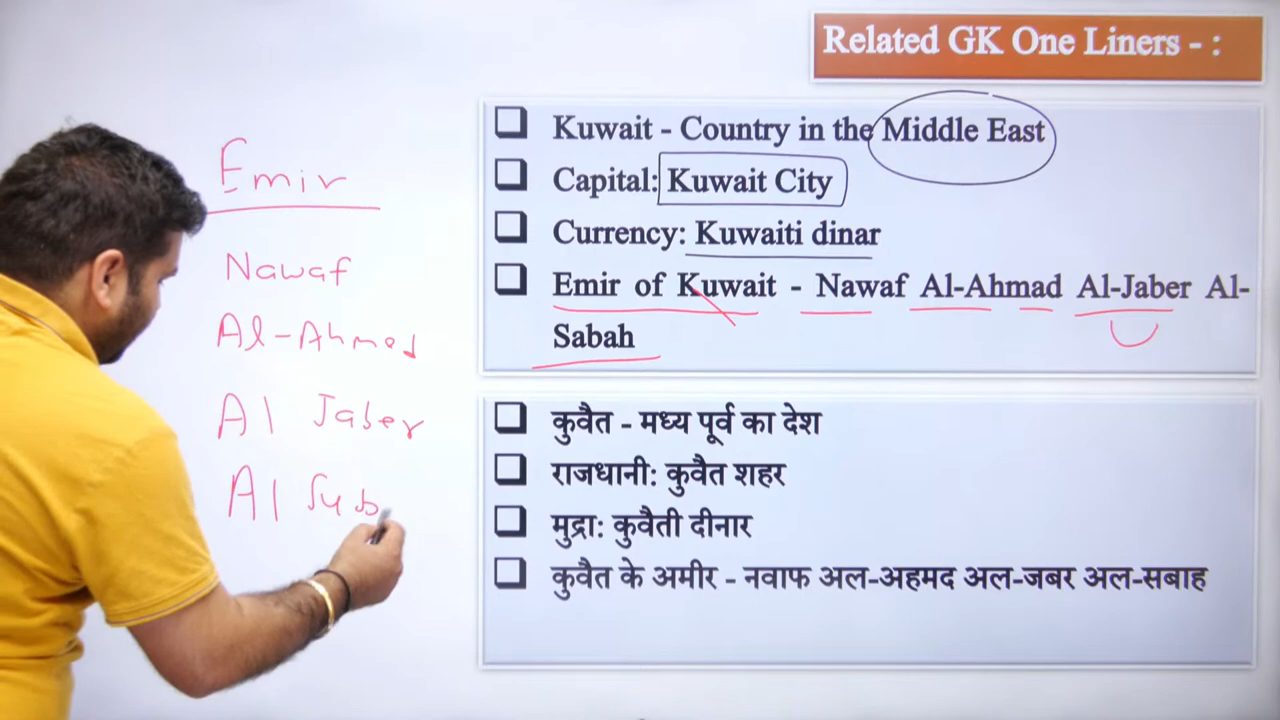 Related GK One Liners - :
Emir
Nawaf
Al-Ahmed
Al Jaber
Al Sub
Kuwait - Country in the Middle East
Capital: Kuwait City
Currency: Kuwaiti dinar
Emir of Kuwait - Nawaf Al-Ahmad Al-Jaber Al-
Sabah
कुवैत - मध्य पूर्व का देश
राजधानी: कुवैत शहर
मुद्रा: कुवैती दीनार
कुवैत के अमीर - नवाफ अल-अहमद अल-जबर अल-सबाह